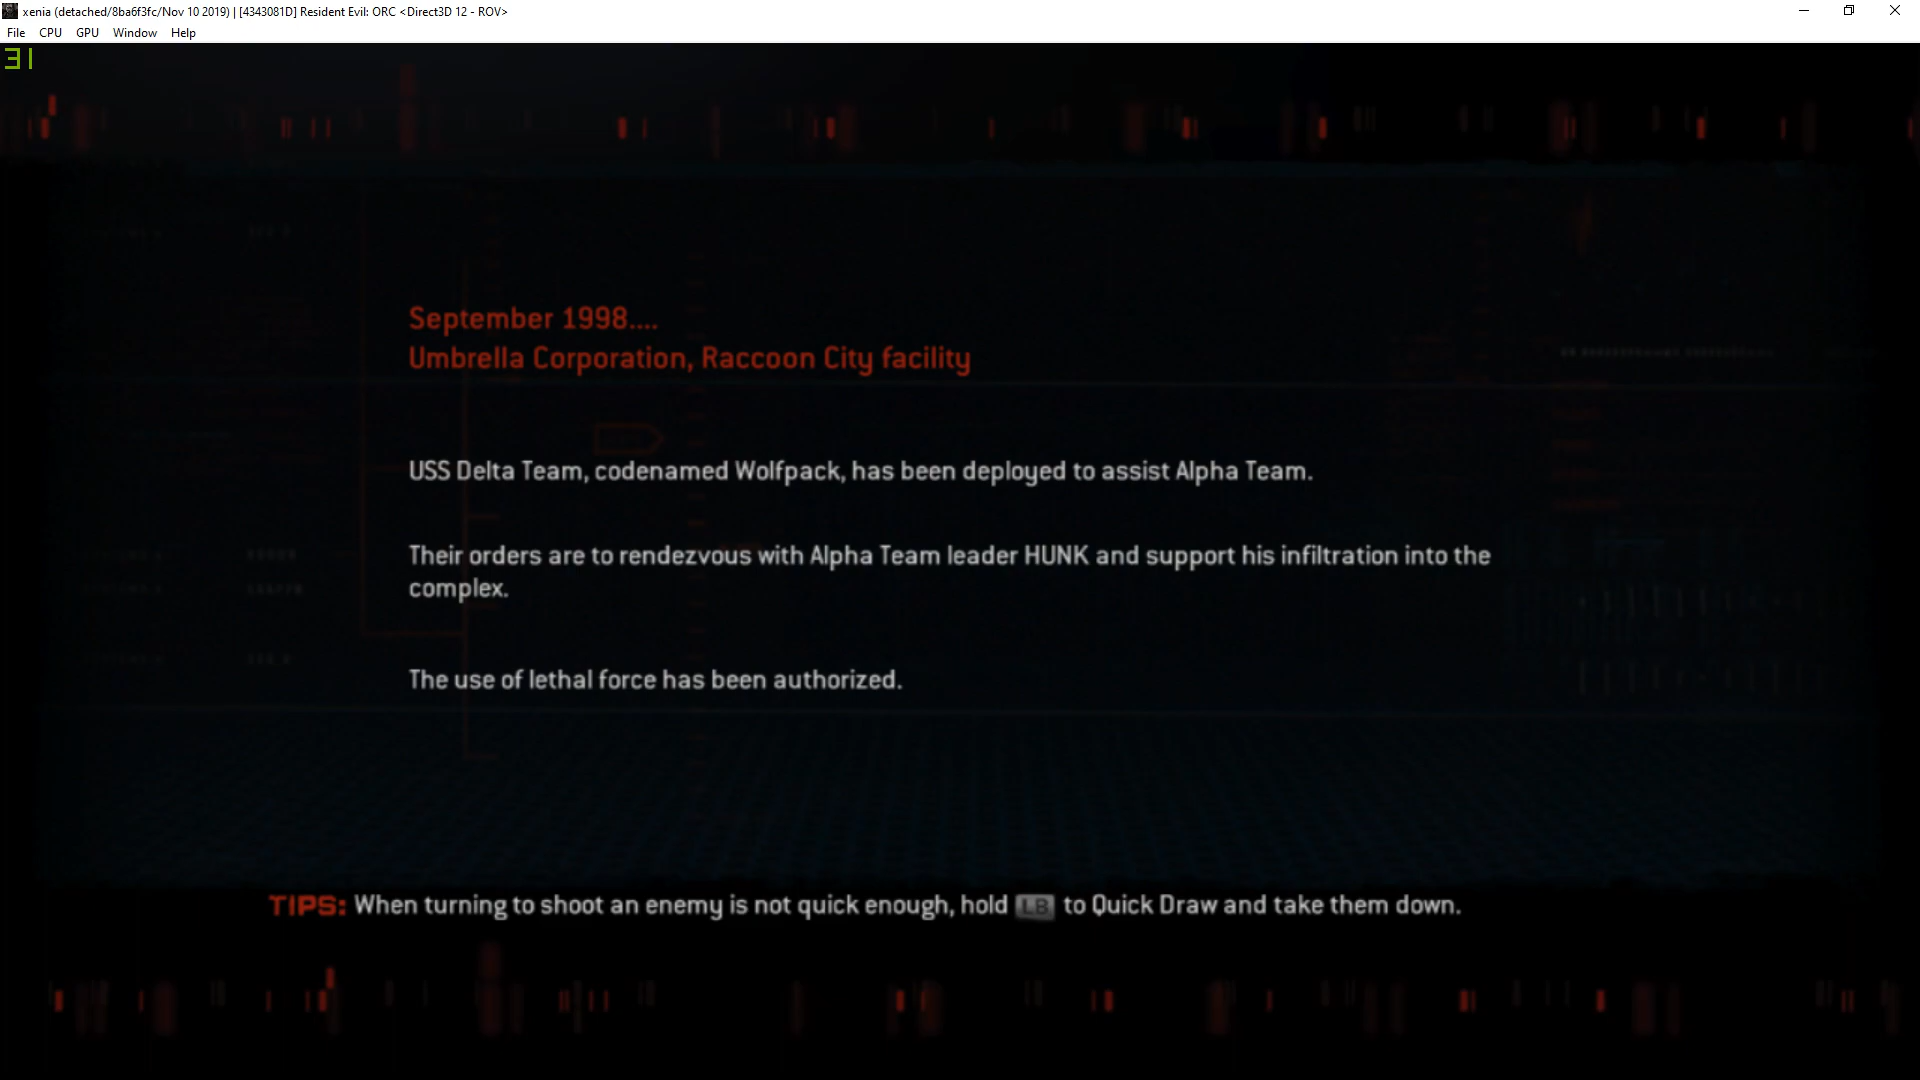 xenia (detached/8ba6f3fc/Nov 10 2019) | [4343081D] Resident Evil: ORC <Direct3D 12 - ROV>
File CPU GPU Window Help
31
September 1998....
Umbrella Corporation, Raccoon City facility
USS Delta Team, codenamed Wolfpack, has been deployed to assist Alpha Team.
Their orders are to rendezvous with Alpha Team leader HUNK and support his infiltration into the
complex.
The use of lethal force has been authorized.
TIPS: When turning to shoot an enemy is not quick enough, hold LB to Quick Draw and take them down.